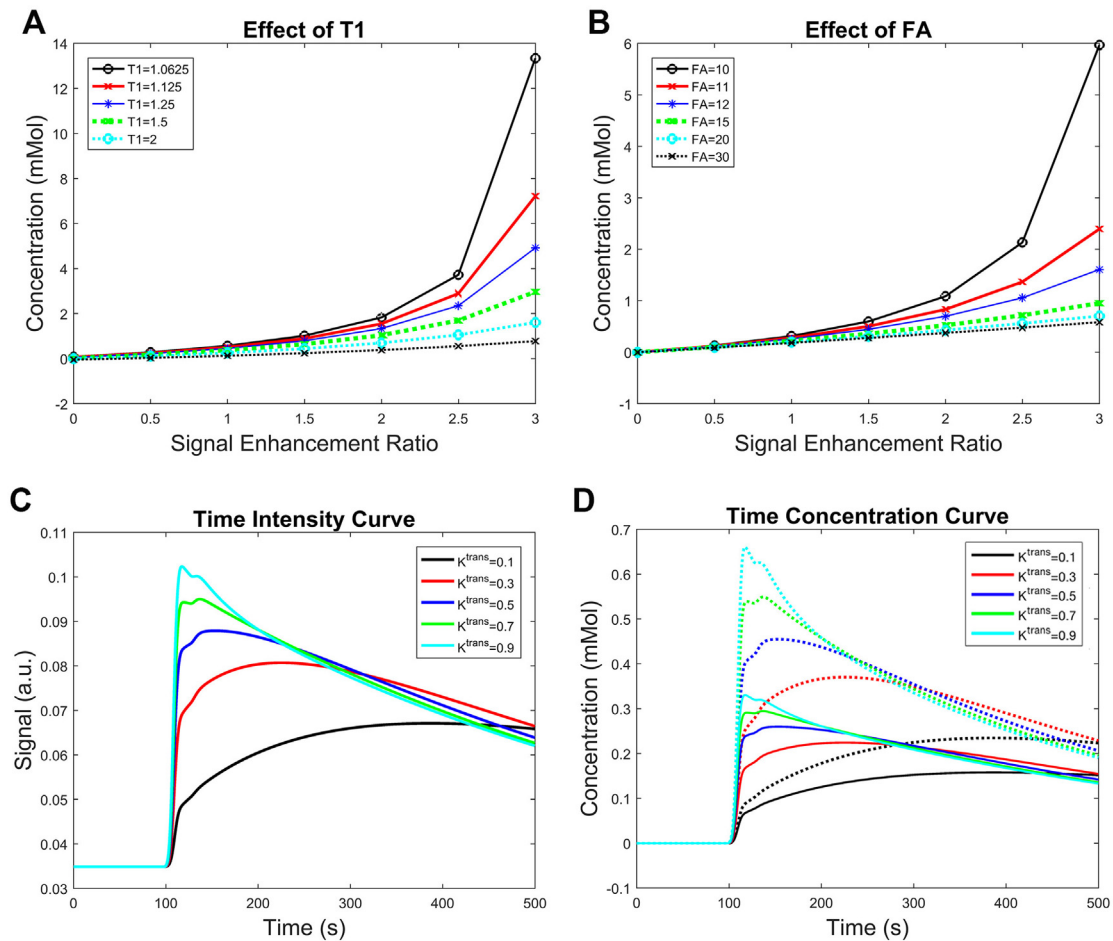 A
Effect of T1
Concentration (mMol)
14
12
10
8
6
4
2
0
-2
T1=1.0625
T1=1.125
T1=1.25
T1=1.5
T1=2
0 0.5 1 1.5 2 2.5 3
Signal Enhancement Ratio
B
Effect of FA
Concentration (mMol)
6
5
4
3
2
1
0
-1
FA=10
FA=11
FA=12
FA=15
FA=20
FA=30
0 0.5 1 1.5 2 2.5 3
Signal Enhancement Ratio
C
Time Intensity Curve
Signal (a.u.)
0.11
0.1
0.09
0.08
0.07
0.06
0.05
0.04
0.03
K^trans=0.1
K^trans=0.3
K^trans=0.5
K^trans=0.7
K^trans=0.9
0 100 200 300 400 500
Time (s)
D
Time Concentration Curve
Concentration (mMol)
0.7
0.6
0.5
0.4
0.3
0.2
0.1
0
-0.1
K^trans=0.1
K^trans=0.3
K^trans=0.5
K^trans=0.7
K^trans=0.9
0 100 200 300 400 500
Time (s)